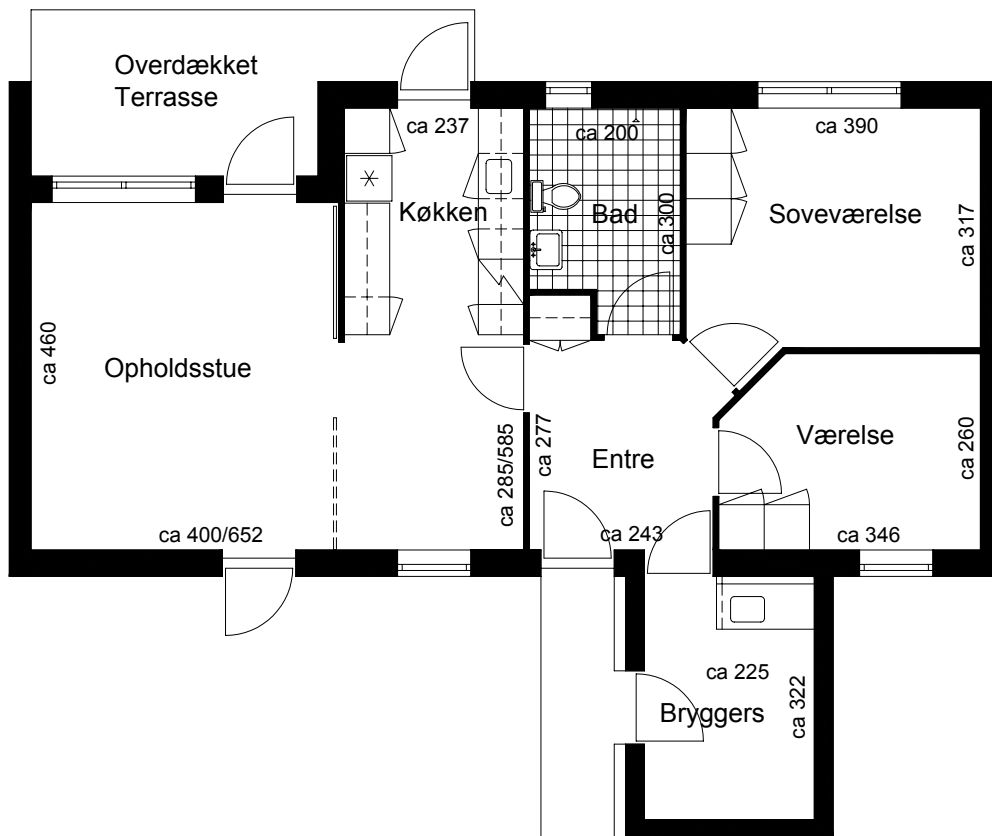 Overdækket
Terrasse
ca 237
ca 200
ca 390
Køkken
Bad
ca 300
Soveværelse
ca 317
ca 460
Opholdsstue
ca 285/585
ca 277
Entre
Værelse
ca 260
ca 400/652
ca 243
ca 346
ca 225
Bryggers
ca 322